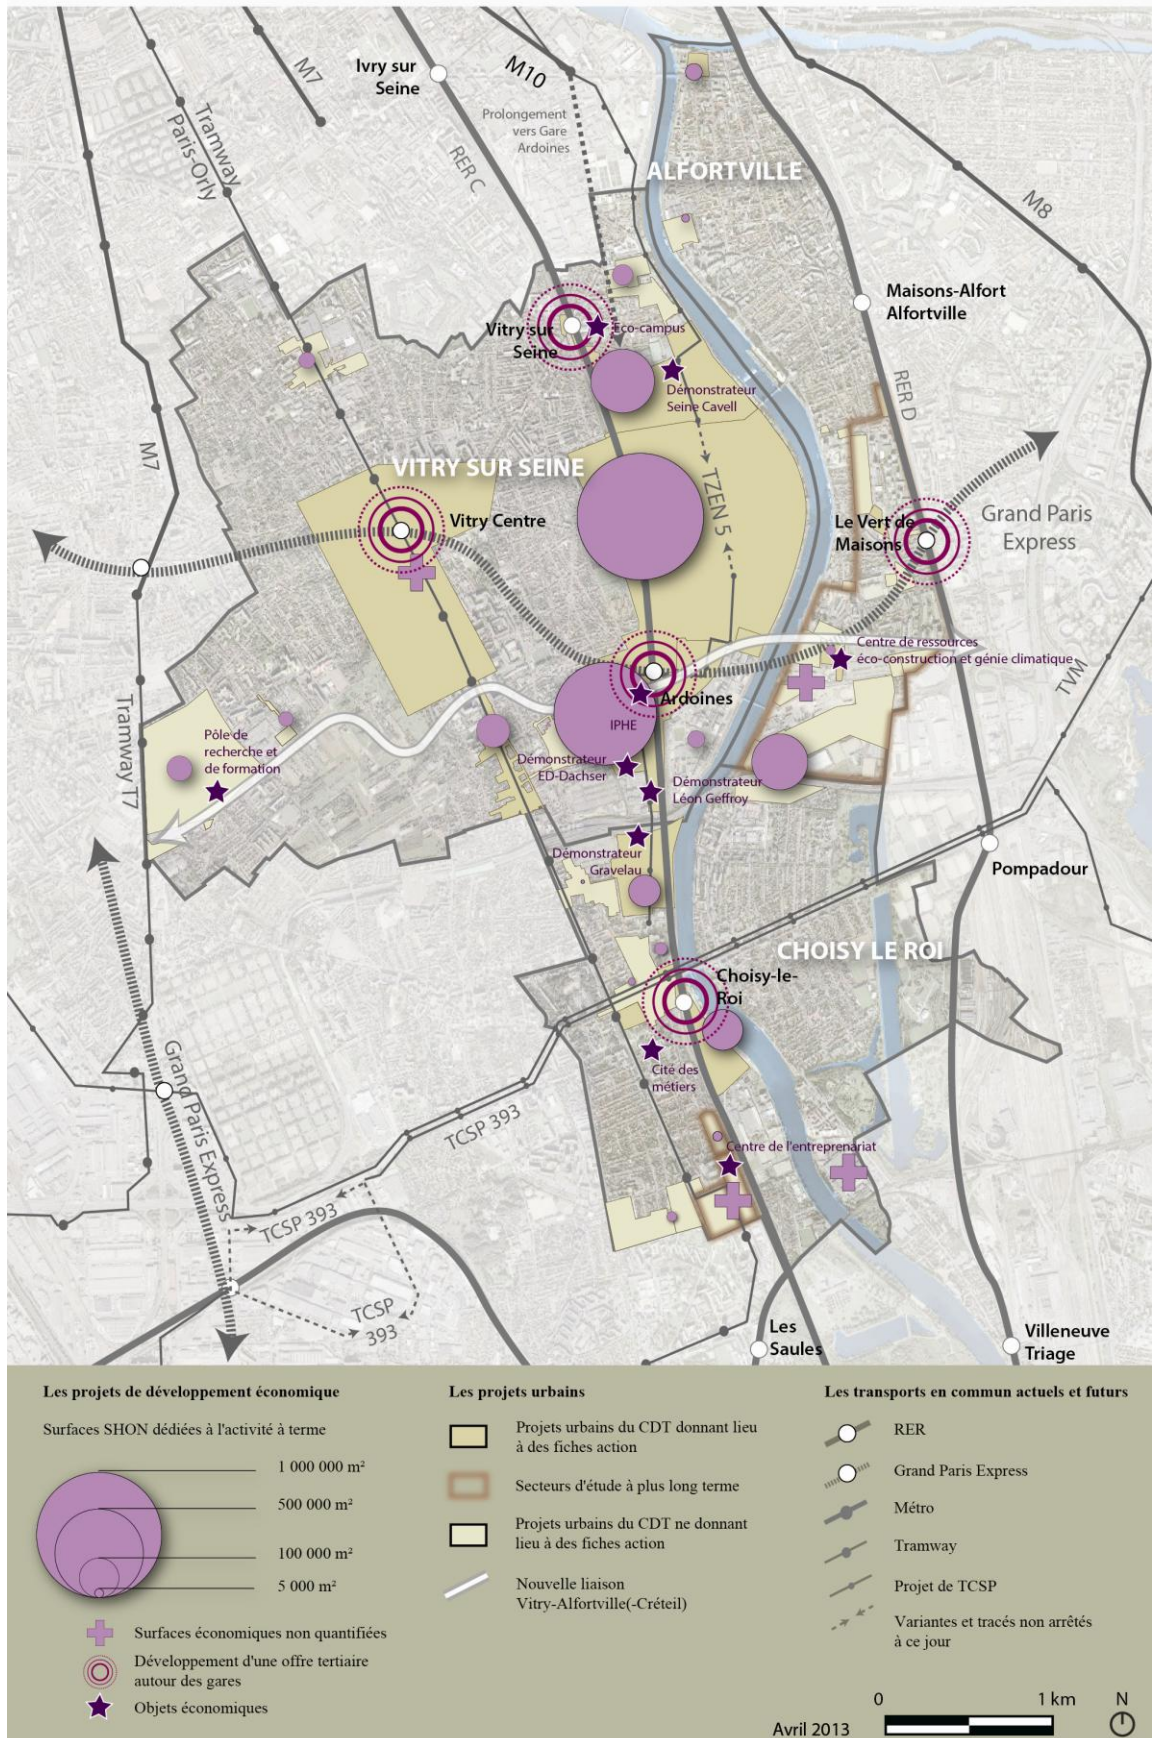 M7
M10
Ivry sur
Seine
Tramway
Paris-Orly
Prolongement
vers Gare
Ardoines
RER C
ALFORTVILLE
M8
Maisons-Alfort
Alfortville
Vitry sur
Seine
Eco-campus
Démonstrateur
Seine Cavell
RER D
M7
VITRY SUR SEINE
TZEN 5
Vitry Centre
Le Vert de
Maisons
Grand Paris
Express
Centre de ressources
éco-construction et génie climatique
TVM
Ardoines
IPHE
Tramway T7
Pôle de
recherche et
de formation
Démonstrateur
ED-Dachser
Démonstrateur
Léon Geffroy
Démonstrateur
Gravelau
Pompadour
CHOISY LE ROI
Choisy-le-
Roi
Cité des
métiers
Grand Paris Express
TCSP 393
Centre de l'entreprenariat
TCSP 393
TCSP
393
Les
Saules
Villeneuve
Triage
Les projets de développement économique
Surfaces SHON dédiées à l'activité à terme
1 000 000 m²
500 000 m²
100 000 m²
5 000 m²
Surfaces économiques non quantifiées
Développement d'une offre tertiaire
autour des gares
Objets économiques
Les projets urbains
Projets urbains du CDT donnant lieu
à des fiches action
Secteurs d'étude à plus long terme
Projets urbains du CDT ne donnant
lieu à des fiches action
Nouvelle liaison
Vitry-Alfortville(-Créteil)
Les transports en commun actuels et futurs
RER
Grand Paris Express
Métro
Tramway
Projet de TCSP
Variantes et tracés non arrêtés
à ce jour
Avril 2013
0
1 km
N